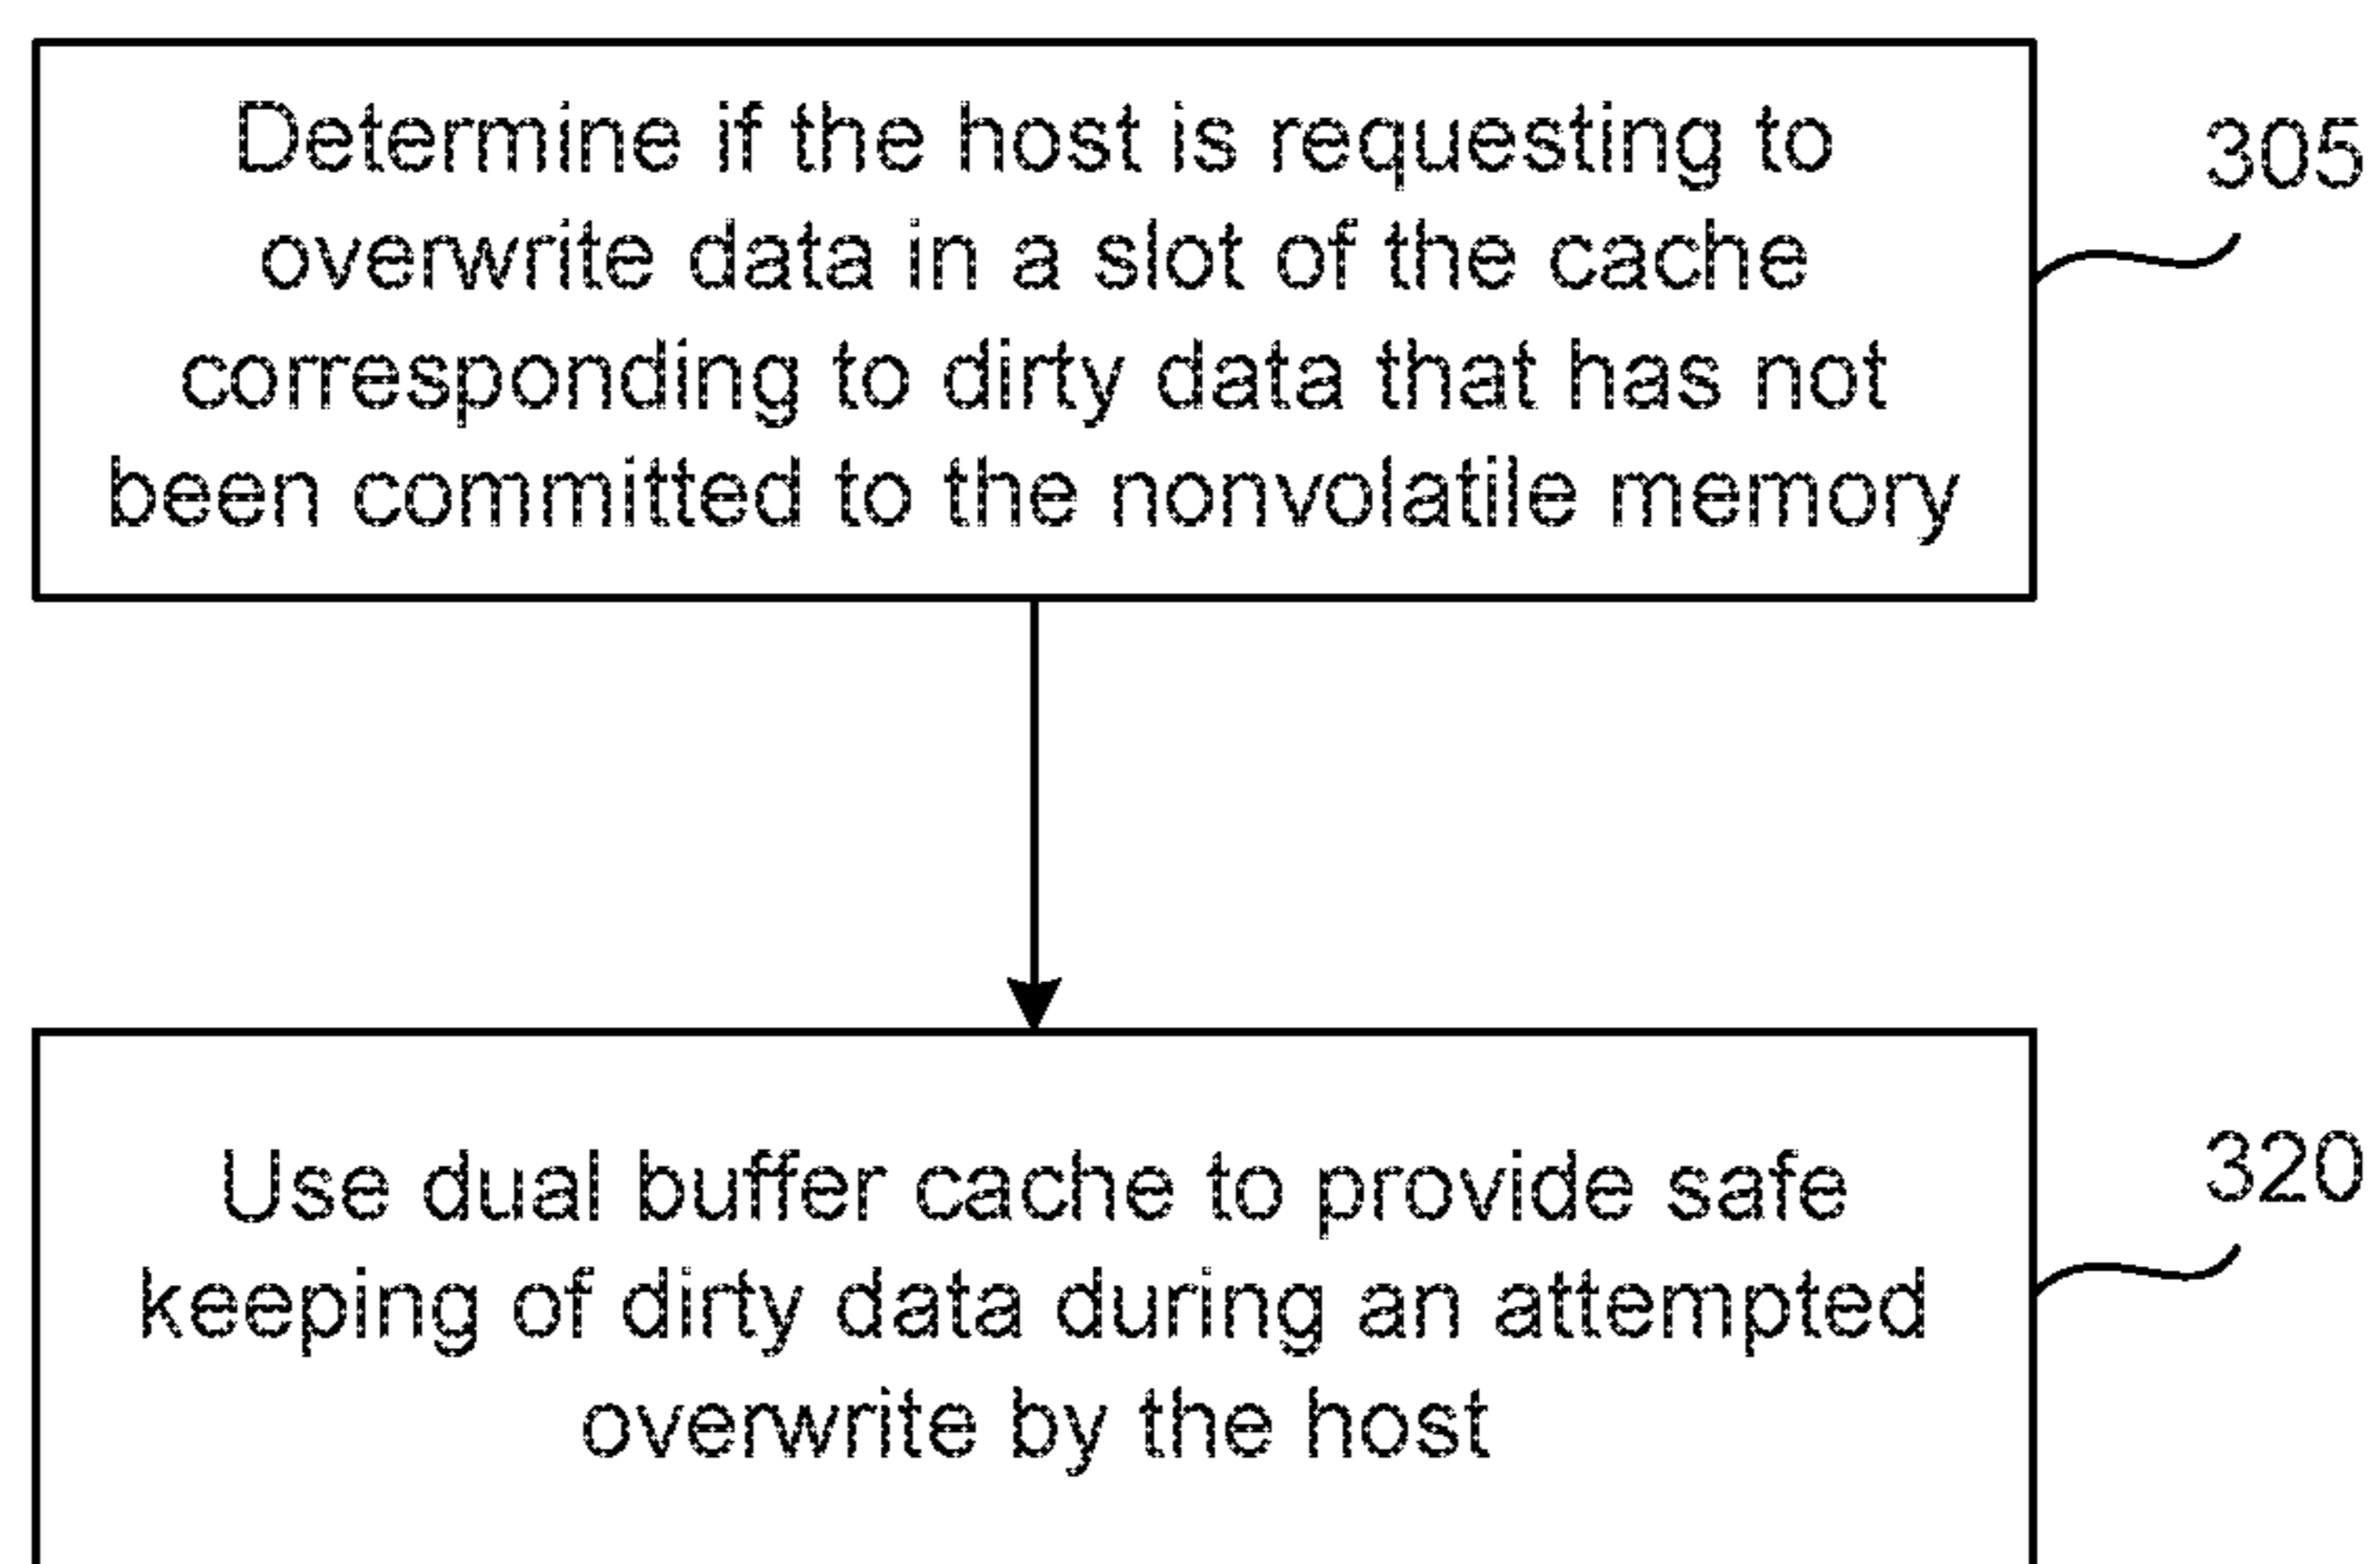 Determine if the host is requesting to
overwrite data in a slot of the cache
corresponding to dirty data that has not
been committed to the nonvolatile memory
305
Use dual buffer cache to provide safe
keeping of dirty data during an attempted
overwrite by the host
320